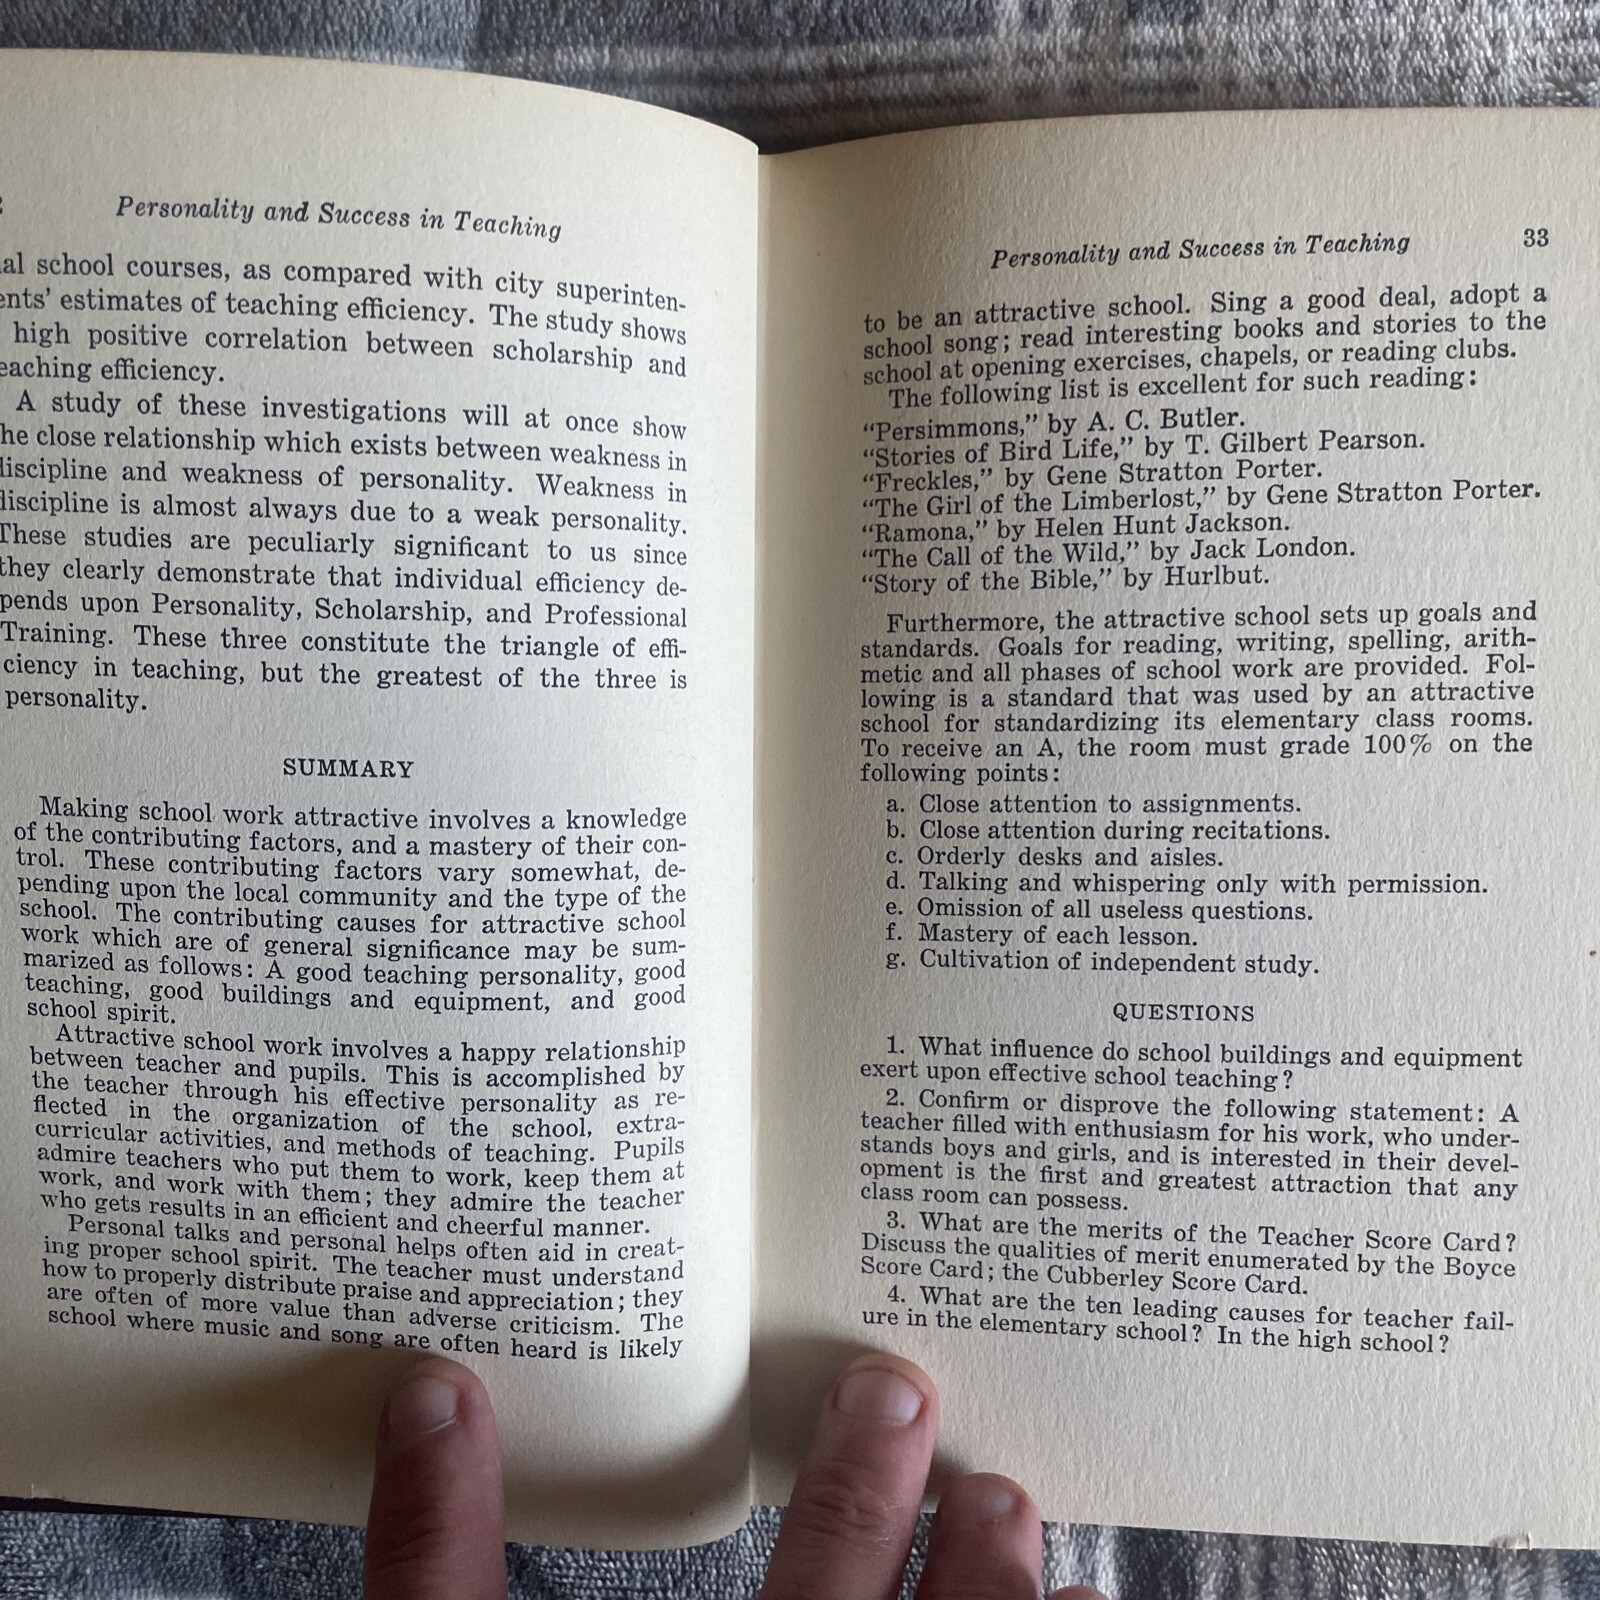 Personality and Success in Teaching
school courses, as compared with city superinten-
estimates of teaching efficiency. The study shows
high positive correlation between scholarship and
efficiency.
A study of these investigations will at once show
close relationship which exists between weakness in
and weakness of personality. Weakness in
is almost always due to a weak personality.
These studies are peculiarly significant to us since
they clearly demonstrate that individual efficiency de-
pends upon Personality, Scholarship, and Professional
Training. These three constitute the triangle of effi-
ciency in teaching, but the greatest of the three is
personality.
SUMMARY
Making school work attractive involves a knowledge
of the contributing factors, and a mastery of their con-
trol. These contributing factors vary somewhat, de-
pending upon the local community and the type of the
school. The contributing causes for attractive school
work which are of general significance may be sum-
marized as follows: A good teaching personality, good
teaching, good buildings and equipment, and good
school spirit.
Attractive school work involves a happy relationship
between teacher and pupils. This is accomplished by
the teacher through his effective personality as re-
flected in the organization of the school, extra-
curricular activities, and methods of teaching. Pupils
admire teachers who put them to work, keep them at
work, and work with them; they admire the teacher
who gets results in an efficient and cheerful manner.
Personal talks and personal helps often aid in creat-
ing proper school spirit. The teacher must understand
how to properly distribute praise and appreciation; they
are often of more value than adverse criticism. The
school where music and song are often heard is likely
Personality and Success in Teaching 33
to be an attractive school. Sing a good deal, adopt a
school song; read interesting books and stories to the
school at opening exercises, chapels, or reading clubs.
The following list is excellent for such reading:
“Persimmons,” by A. C. Butler.
“Stories of Bird Life,” by T. Gilbert Pearson.
“Freckles,” by Gene Stratton Porter.
“The Girl of the Limberlost,” by Gene Stratton Porter.
“Ramona,” by Helen Hunt Jackson.
“The Call of the Wild,” by Jack London.
“Story of the Bible,” by Hurlbut.
Furthermore, the attractive school sets up goals and
standards. Goals for reading, writing, spelling, arith-
metic and all phases of school work are provided. Fol-
lowing is a standard that was used by an attractive
school for standardizing its elementary class rooms.
To receive an A, the room must grade 100% on the
following points:
a. Close attention to assignments.
b. Close attention during recitations.
c. Orderly desks and aisles.
d. Talking and whispering only with permission.
e. Omission of all useless questions.
f. Mastery of each lesson.
g. Cultivation of independent study.
QUESTIONS
1. What influence do school buildings and equipment
exert upon effective school teaching?
2. Confirm or disprove the following statement: A
teacher filled with enthusiasm for his work, who under-
stands boys and girls, and is interested in their devel-
opment is the first and greatest attraction that any
class room can possess.
3. What are the merits of the Teacher Score Card?
Discuss the qualities of merit enumerated by the Boyce
Score Card; the Cubberley Score Card.
4. What are the ten leading causes for teacher fail-
ure in the elementary school? In the high school?